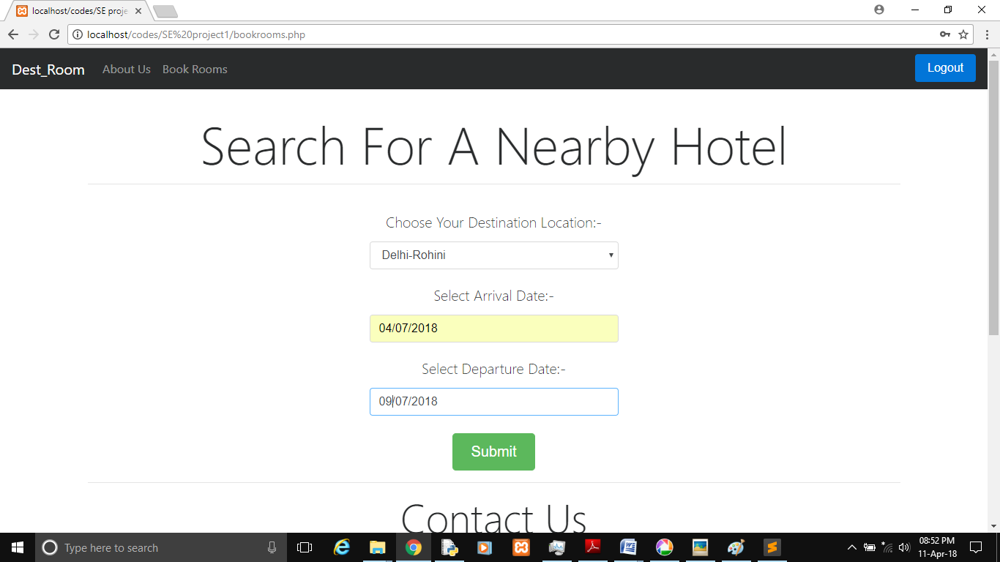 localhost/codes/SE proje
localhost/codes/SE%20project1/bookrooms.php
Dest_Room About Us Book Rooms Logout
Search For A Nearby Hotel
Choose Your Destination Location:-
Delhi-Rohini
Select Arrival Date:-
04/07/2018
Select Departure Date:-
09/07/2018
Submit
Contact Us
Type here to search
08:52 PM
11-Apr-18